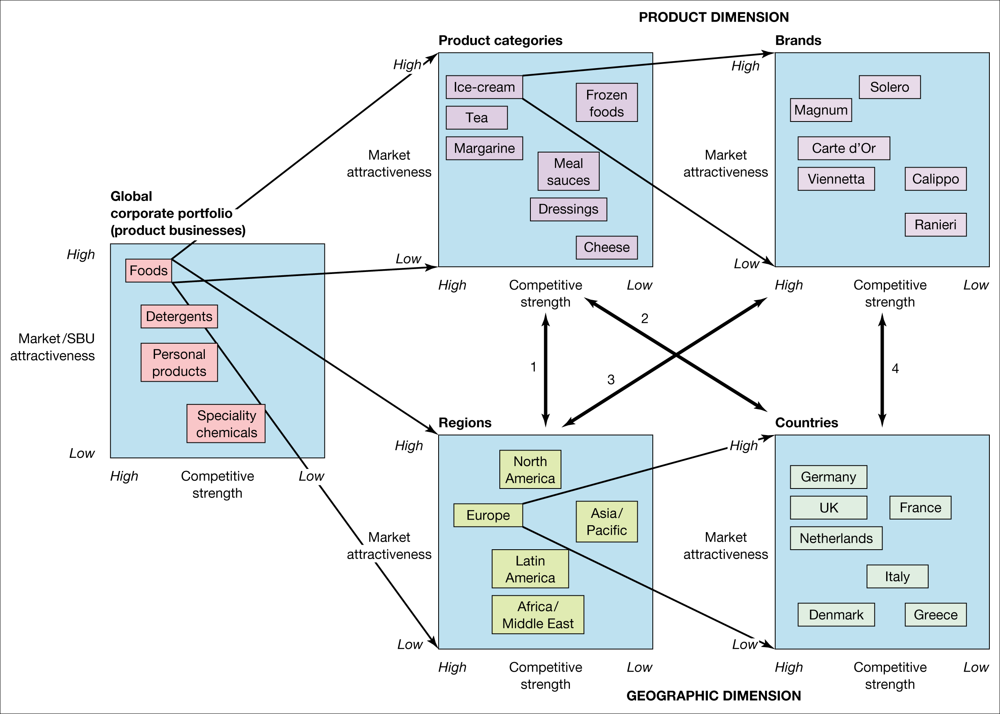 PRODUCT DIMENSION
Product categories
High
Ice-cream
Frozen
foods
Tea
Margarine
Market
attractiveness
Meal
sauces
Dressings
Cheese
Low
High
Competitive
strength
Low
Brands
High
Solero
Magnum
Carte d’Or
Market
attractiveness
Viennetta
Calippo
Ranieri
Low
High
Competitive
strength
Low
Global
corporate portfolio
(product businesses)
High
Foods
Detergents
Market/SBU
attractiveness
Personal
products
Speciality
chemicals
Low
High
Competitive
strength
Low
1
2
3
4
Regions
High
North
America
Europe
Asia/
Pacific
Market
attractiveness
Latin
America
Africa/
Middle East
Low
High
Competitive
strength
Low
Countries
High
Germany
UK
France
Netherlands
Market
attractiveness
Italy
Denmark
Greece
Low
High
Competitive
strength
Low
GEOGRAPHIC DIMENSION